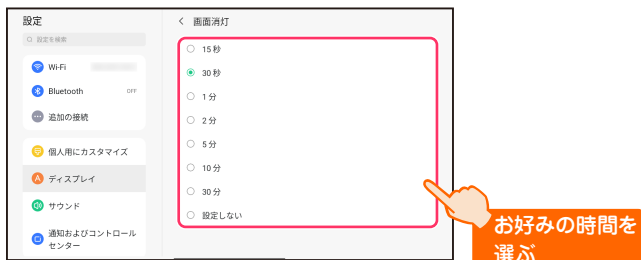 設定
設定を検索
Wi-Fi
Bluetooth OFF
追加の接続
個人用にカスタマイズ
ディスプレイ
サウンド
通知およびコントロール
センター
画面消灯
15 秒
30 秒
1 分
2 分
5 分
10 分
30 分
設定しない
お好みの時間を
選ぶ